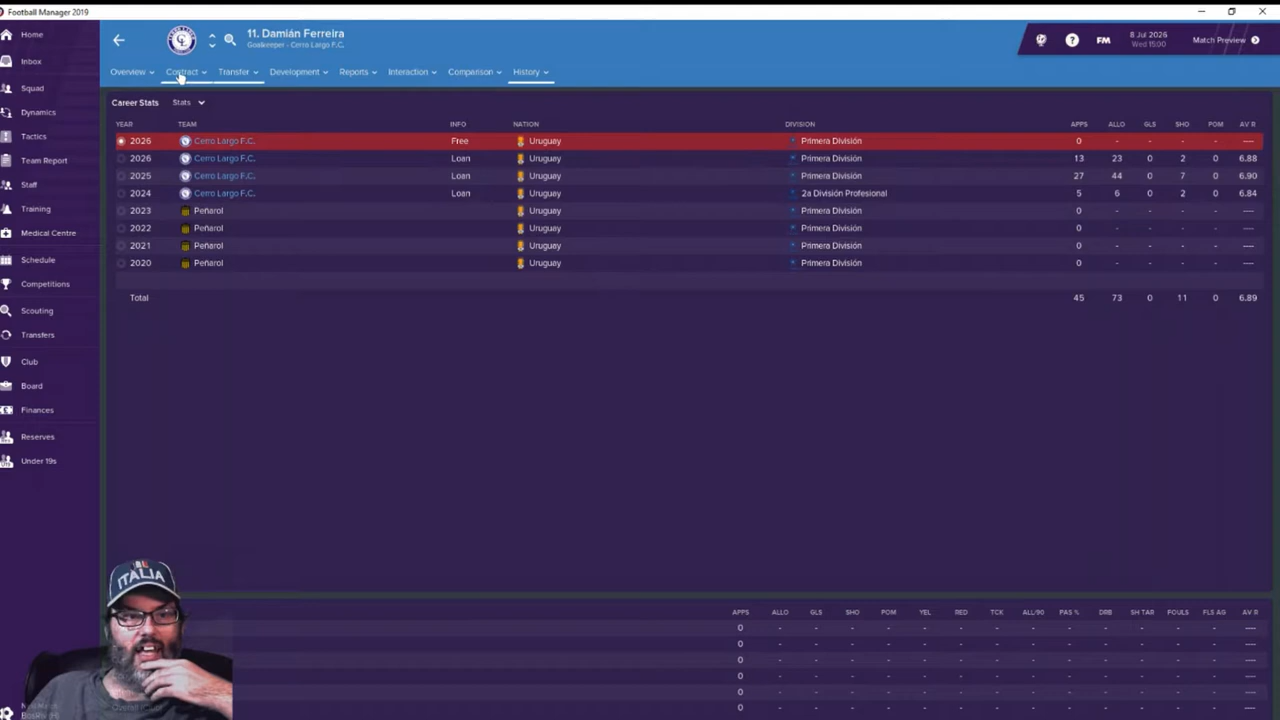 Football Manager 2019
Home
Inbox
Squad
Dynamics
Tactics
Team Report
Staff
Training
Medical Centre
Schedule
Competitions
Scouting
Transfers
Club
Board
Finances
Reserves
Under 19s
11. Damián Ferreira
Goalkeeper - Cerro Largo F.C.
8 Jul 2026
Wed 15:00
FM
Match Preview
Overview Contract Transfer Development Reports Interaction Comparison History
Career Stats Stats
YEAR TEAM INFO NATION DIVISION APPS ALLO GLS SHO POM AV R
2026 Cerro Largo F.C. Free Uruguay Primera División 0 - - - - ----
2026 Cerro Largo F.C. Loan Uruguay Primera División 13 23 0 2 0 6.88
2025 Cerro Largo F.C. Loan Uruguay Primera División 27 44 0 7 0 6.90
2024 Cerro Largo F.C. Loan Uruguay 2a División Profesional 5 6 0 2 0 6.84
2023 Peñarol Uruguay Primera División 0 - - - - ----
2022 Peñarol Uruguay Primera División 0 - - - - ----
2021 Peñarol Uruguay Primera División 0 - - - - ----
2020 Peñarol Uruguay Primera División 0 - - - - ----
Total 45 73 0 11 0 6.89
APPS ALLO GLS SHO POM YEL RED TCK ALL/90 PAS % DRB SH TAR FOULS FLS AG AV R
0 - - - - - - - - - - - - - ----
0 - - - - - - - - - - - - - ----
0 - - - - - - - - - - - - - ----
0 - - - - - - - - - - - - - ----
0 - - - - - - - - - - - - - ----
0 - - - - - - - - - - - - - ----
ITALIA